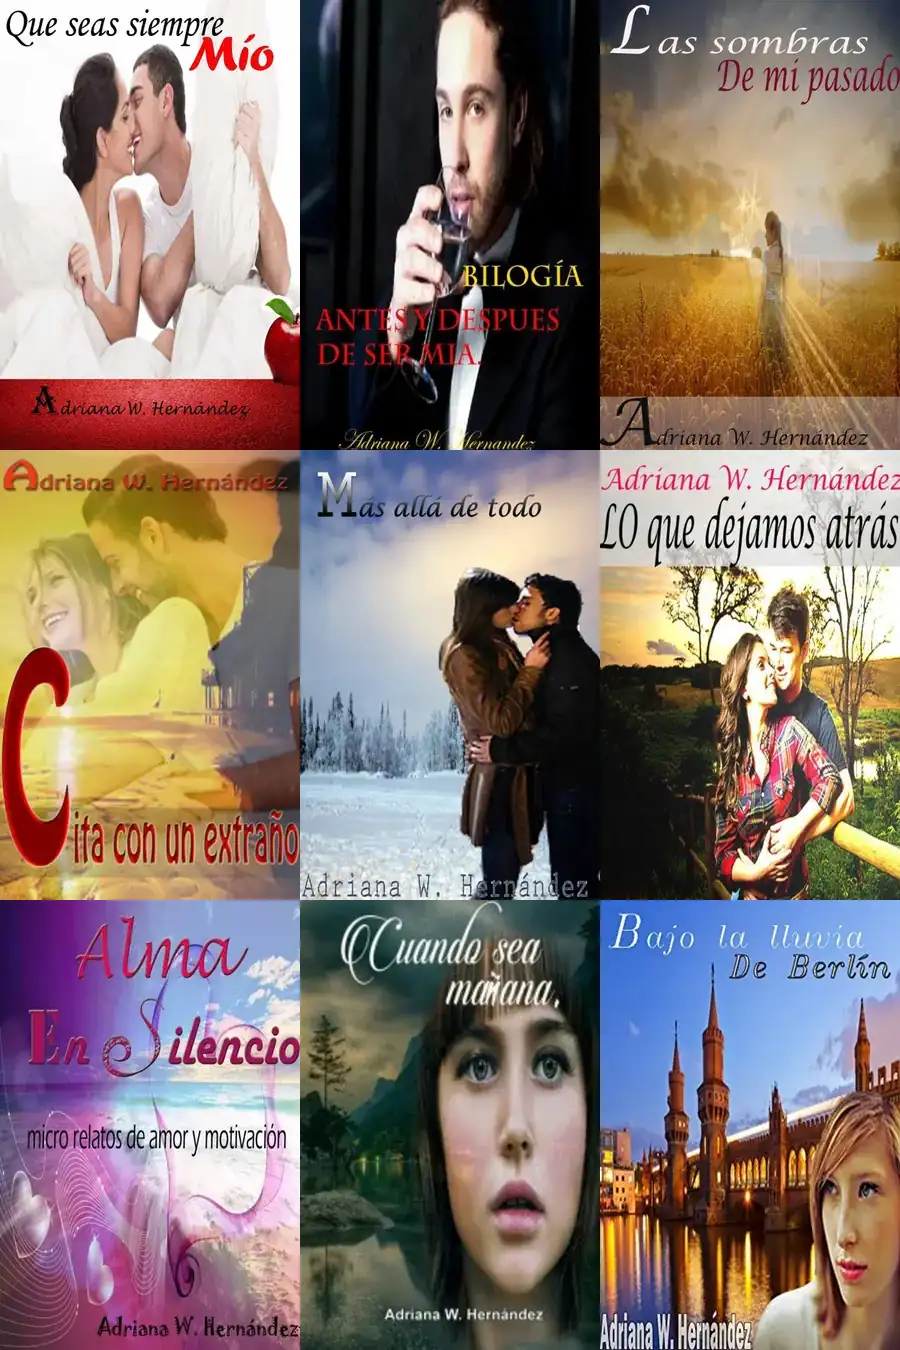 Que seas siempre
Mío
Adriana W. Hernández
BILOGÍA
ANTES Y DESPUES
DE SER MIA.
Adriana W. Hernandez
Las sombras
De mi pasado
Adriana W. Hernández
Adriana W. Hernández
Cita con un extraño
Más allá de todo
Adriana W. Hernández
Adriana W. Hernández
LO que dejamos atrás
Alma
En Silencio
micro relatos de amor y motivación
Adriana W. Hernández
Cuando sea
mañana.
Adriana W. Hernández
Bajo la lluvia
De Berlín
Adriana W. Hernández